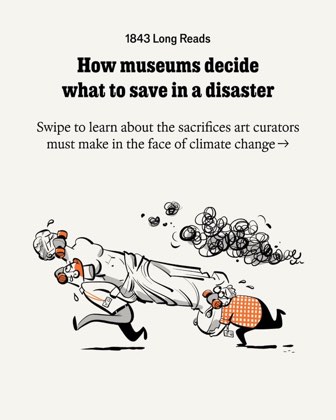 1843 Long Reads
How museums decide
what to save in a disaster
Swipe to learn about the sacrifices art curators
must make in the face of climate change→